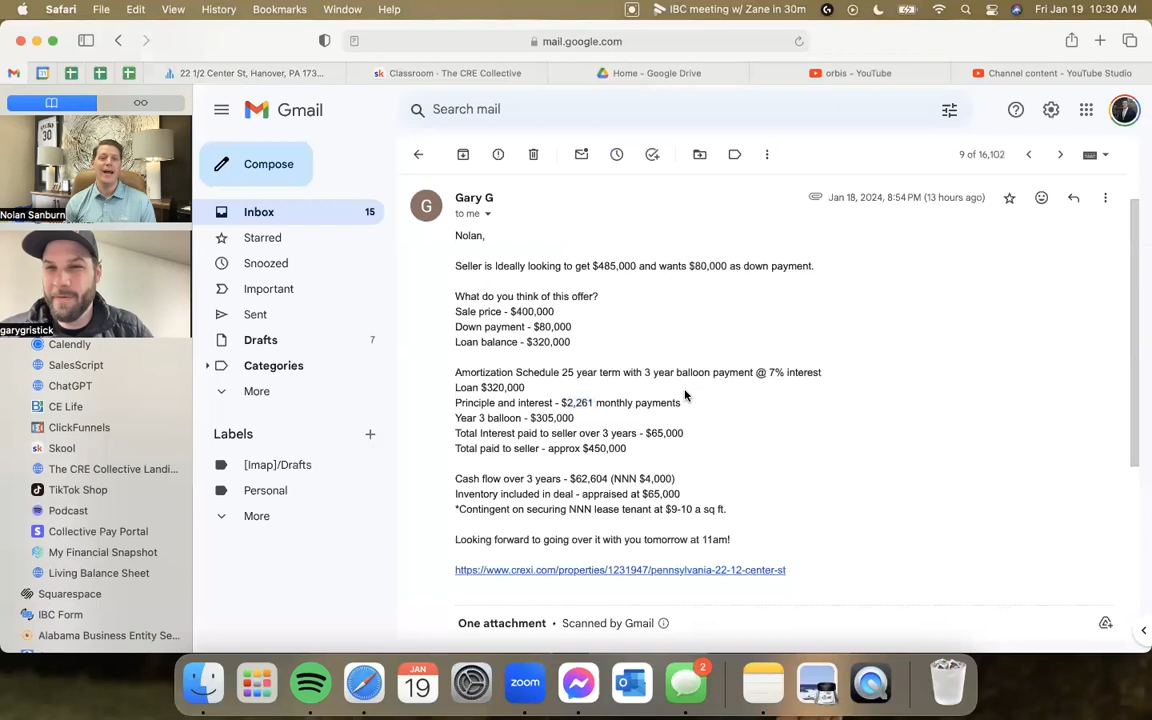 Safari File Edit View History Bookmarks Window Help IBC meeting w/ Zane in 30m Fri Jan 19 10:30 AM
mail.google.com
22 1/2 Center St, Hanover, PA 173... Classroom · The CRE Collective Home - Google Drive orbis – YouTube Channel content - YouTube Studio
Gmail
Search mail
Compose
9 of 16,102
Nolan Sanburn
Inbox 15
Gary G
to me
Jan 18, 2024, 8:54 PM (13 hours ago)
G
Starred
Snoozed
Important
Sent
Drafts 7
Categories
More
Labels
[Imap]/Drafts
Personal
More
garygristick
Calendly
SalesScript
ChatGPT
CE Life
ClickFunnels
Skool
The CRE Collective Landi...
TikTok Shop
Podcast
Collective Pay Portal
My Financial Snapshot
Living Balance Sheet
Squarespace
IBC Form
Alabama Business Entity Se...
Nolan,
Seller is Ideally looking to get $485,000 and wants $80,000 as down payment.
What do you think of this offer?
Sale price - $400,000
Down payment - $80,000
Loan balance - $320,000
Amortization Schedule 25 year term with 3 year balloon payment @ 7% interest
Loan $320,000
Principle and interest - $2,261 monthly payments
Year 3 balloon - $305,000
Total Interest paid to seller over 3 years - $65,000
Total paid to seller - approx $450,000
Cash flow over 3 years - $62,604 (NNN $4,000)
Inventory included in deal - appraised at $65,000
*Contingent on securing NNN lease tenant at $9-10 a sq ft.
Looking forward to going over it with you tomorrow at 11am!
https://www.crexi.com/properties/1231947/pennsylvania-22-12-center-st
One attachment • Scanned by Gmail
JAN
19
zoom
2